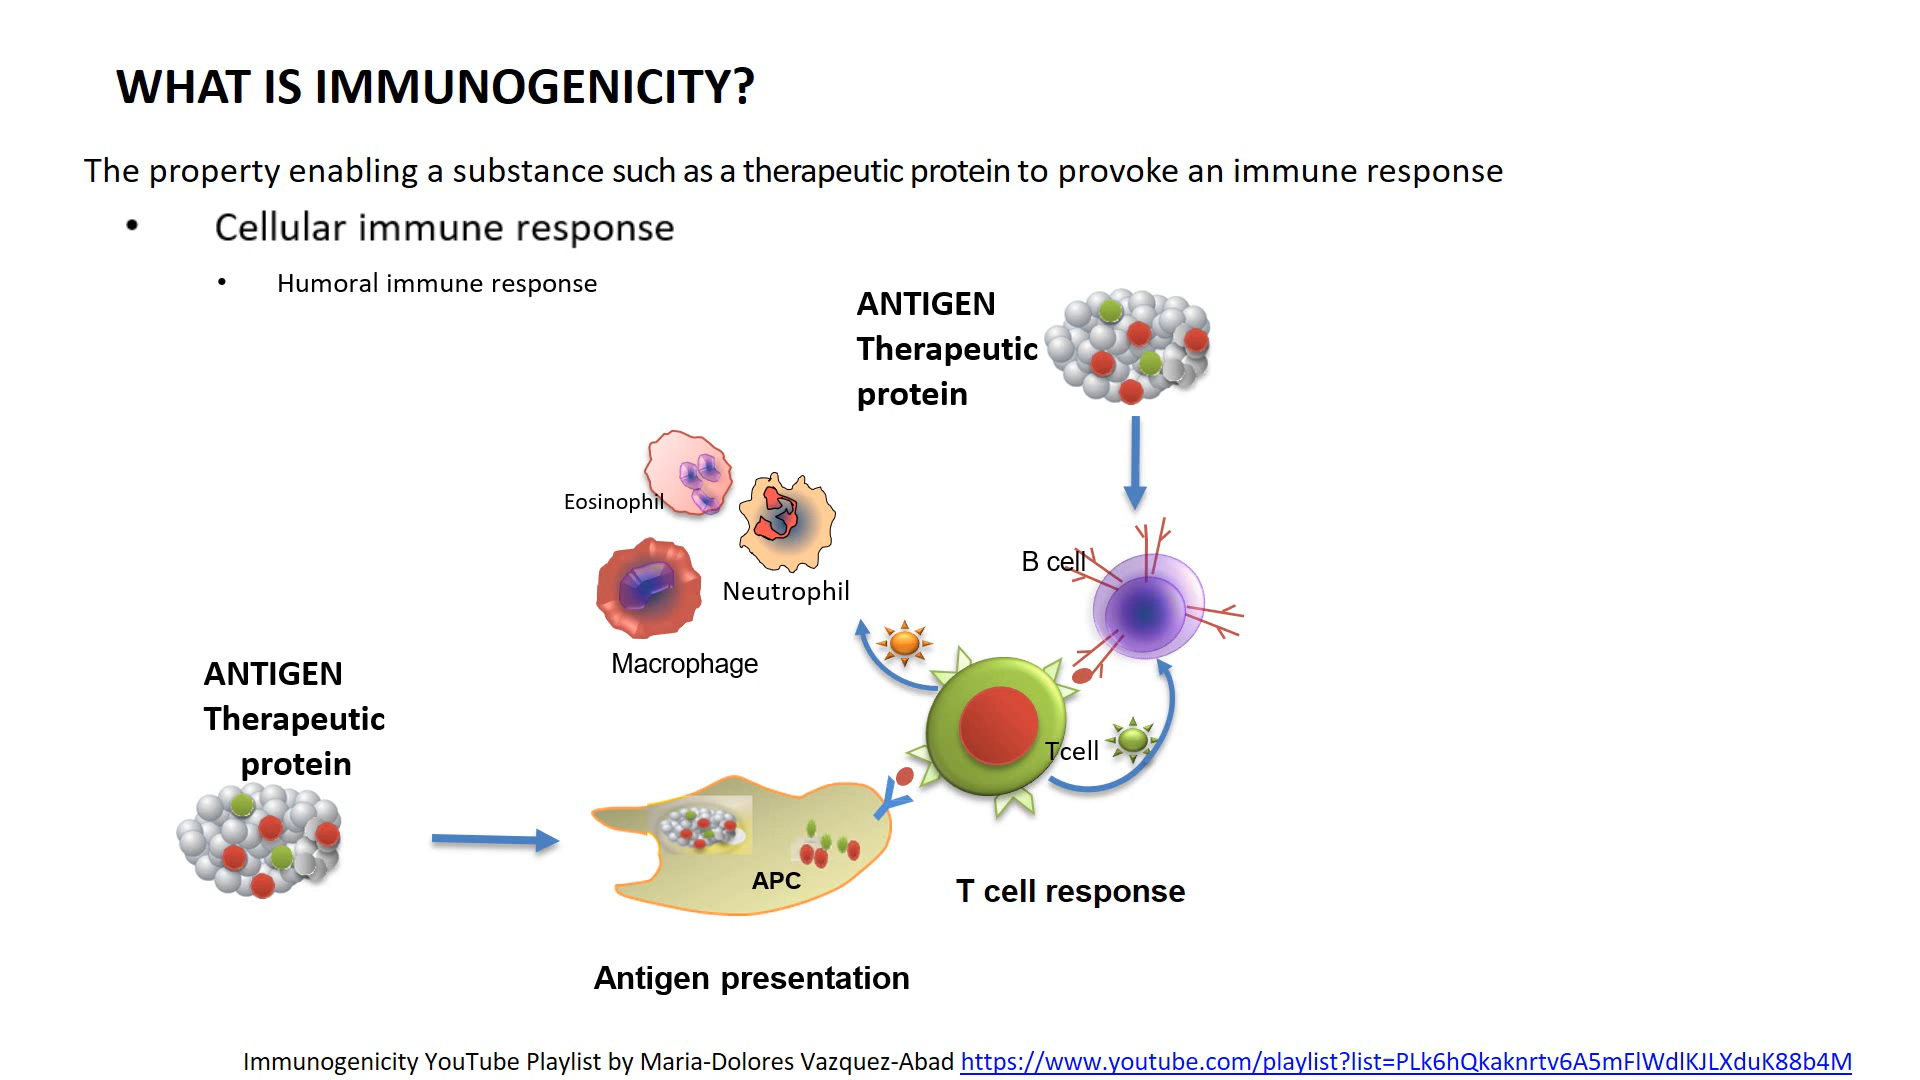 WHAT IS IMMUNOGENICITY?
The property enabling a substance such as a therapeutic protein to provoke an immune response
• Cellular immune response
• Humoral immune response
ANTIGEN
Therapeutic
protein
Eosinophil
Neutrophil
Macrophage
B cell
ANTIGEN
Therapeutic
protein
Tcell
APC
T cell response
Antigen presentation
Immunogenicity YouTube Playlist by Maria-Dolores Vazquez-Abad https://www.youtube.com/playlist?list=PLk6hQkaknrtv6A5mFlWdlKJLXduK88b4M